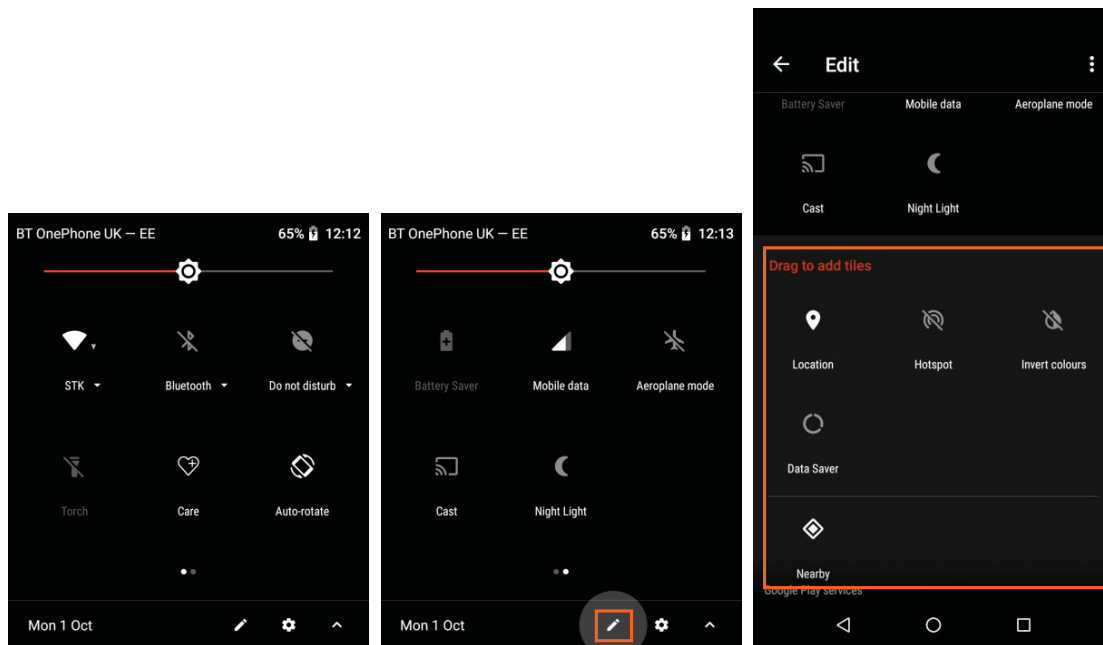 BT OnePhone UK — EE 65% 12:12
STK Bluetooth Do not disturb
Torch Care Auto-rotate
Mon 1 Oct
BT OnePhone UK — EE 65% 12:13
Battery Saver Mobile data Aeroplane mode
Cast Night Light
Mon 1 Oct
Edit
Battery Saver Mobile data Aeroplane mode
Cast Night Light
Drag to add tiles
Location Hotspot Invert colours
Data Saver
Nearby
Google Play services